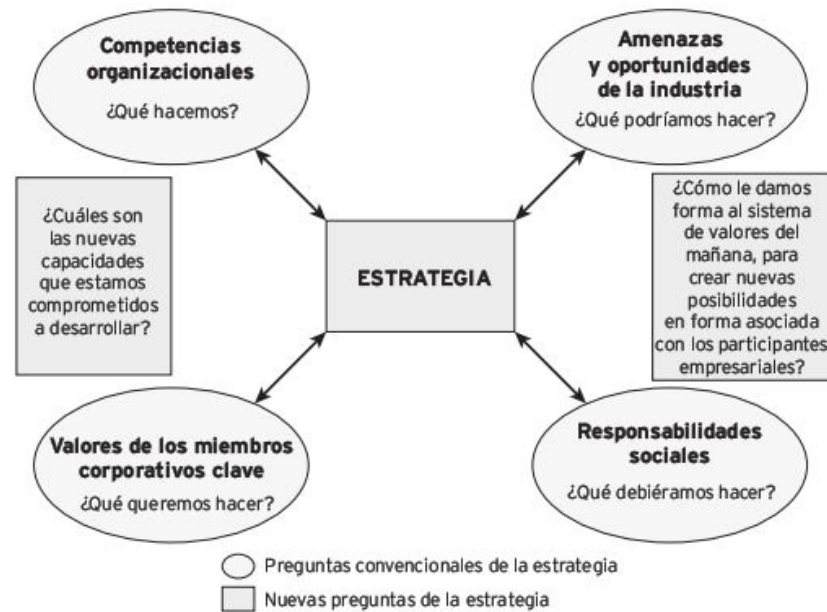 Competencias
organizacionales
¿Qué hacemos?
Amenazas
y oportunidades
de la industria
¿Qué podríamos hacer?
¿Cuáles son
las nuevas
capacidades
que estamos
comprometidos
a desarrollar?
ESTRATEGIA
¿Cómo le damos
forma al sistema
de valores del
mañana, para
crear nuevas
posibilidades
en forma asociada
con los participantes
empresariales?
Valores de los miembros
corporativos clave
¿Qué queremos hacer?
Responsabilidades
sociales
¿Qué debiéramos hacer?
Preguntas convencionales de la estrategia
Nuevas preguntas de la estrategia